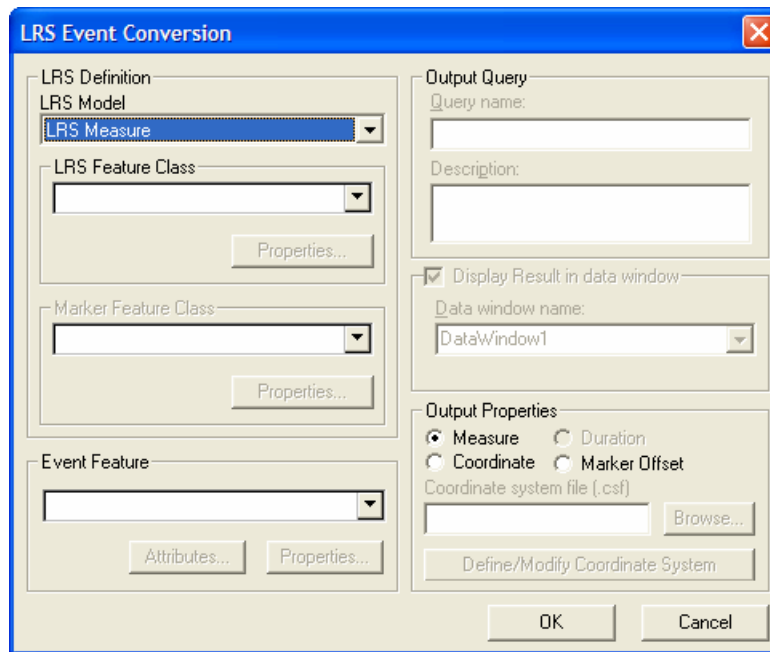 LRS Event Conversion
LRS Definition
LRS Model
LRS Measure
LRS Feature Class
Properties...
Marker Feature Class
Properties...
Event Feature
Attributes...
Properties...
Output Query
Query name:
Description:
Display Result in data window
Data window name:
DataWindow1
Output Properties
Measure
Duration
Coordinate
Marker Offset
Coordinate system file (.csf)
Browse...
Define/Modify Coordinate System
OK
Cancel